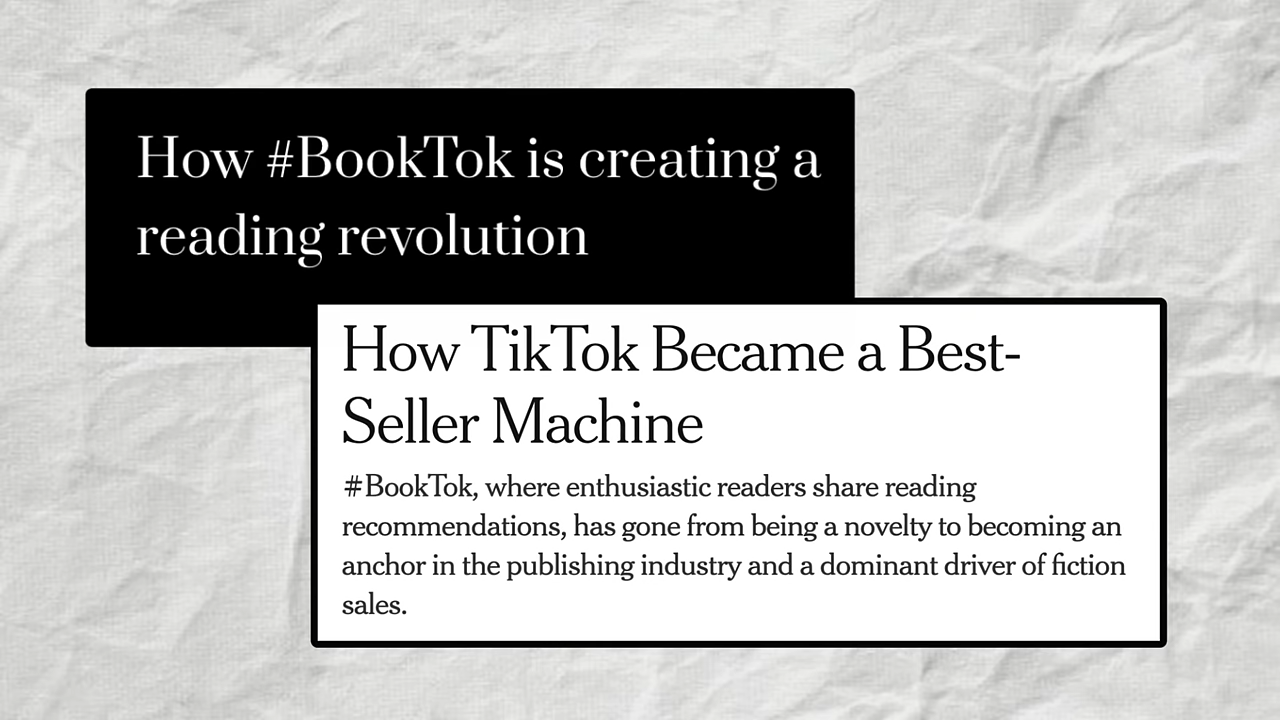 How #BookTok is creating a
reading revolution
How TikTok Became a Best-
Seller Machine
#BookTok, where enthusiastic readers share reading
recommendations, has gone from being a novelty to becoming an
anchor in the publishing industry and a dominant driver of fiction
sales.